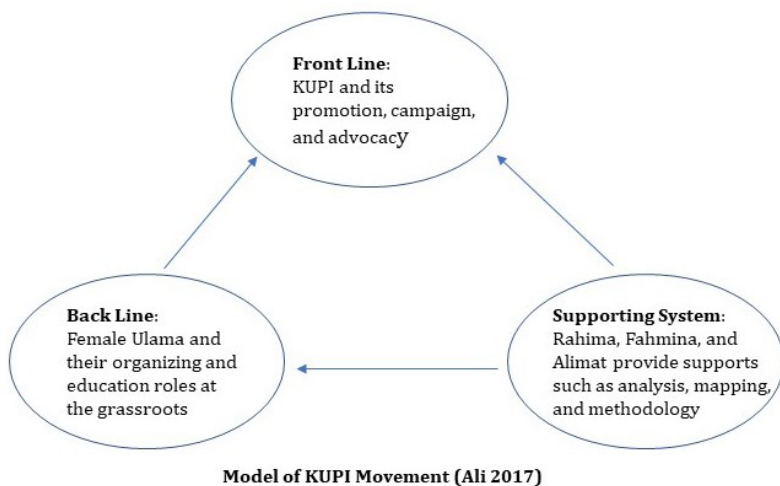 Front Line:
KUPI and its
promotion, campaign,
and advocacy
Back Line:
Female Ulama and
their organizing and
education roles at
the grassroots
Supporting System:
Rahima, Fahmina, and
Alimat provide supports
such as analysis, mapping,
and methodology
Model of KUPI Movement (Ali 2017)